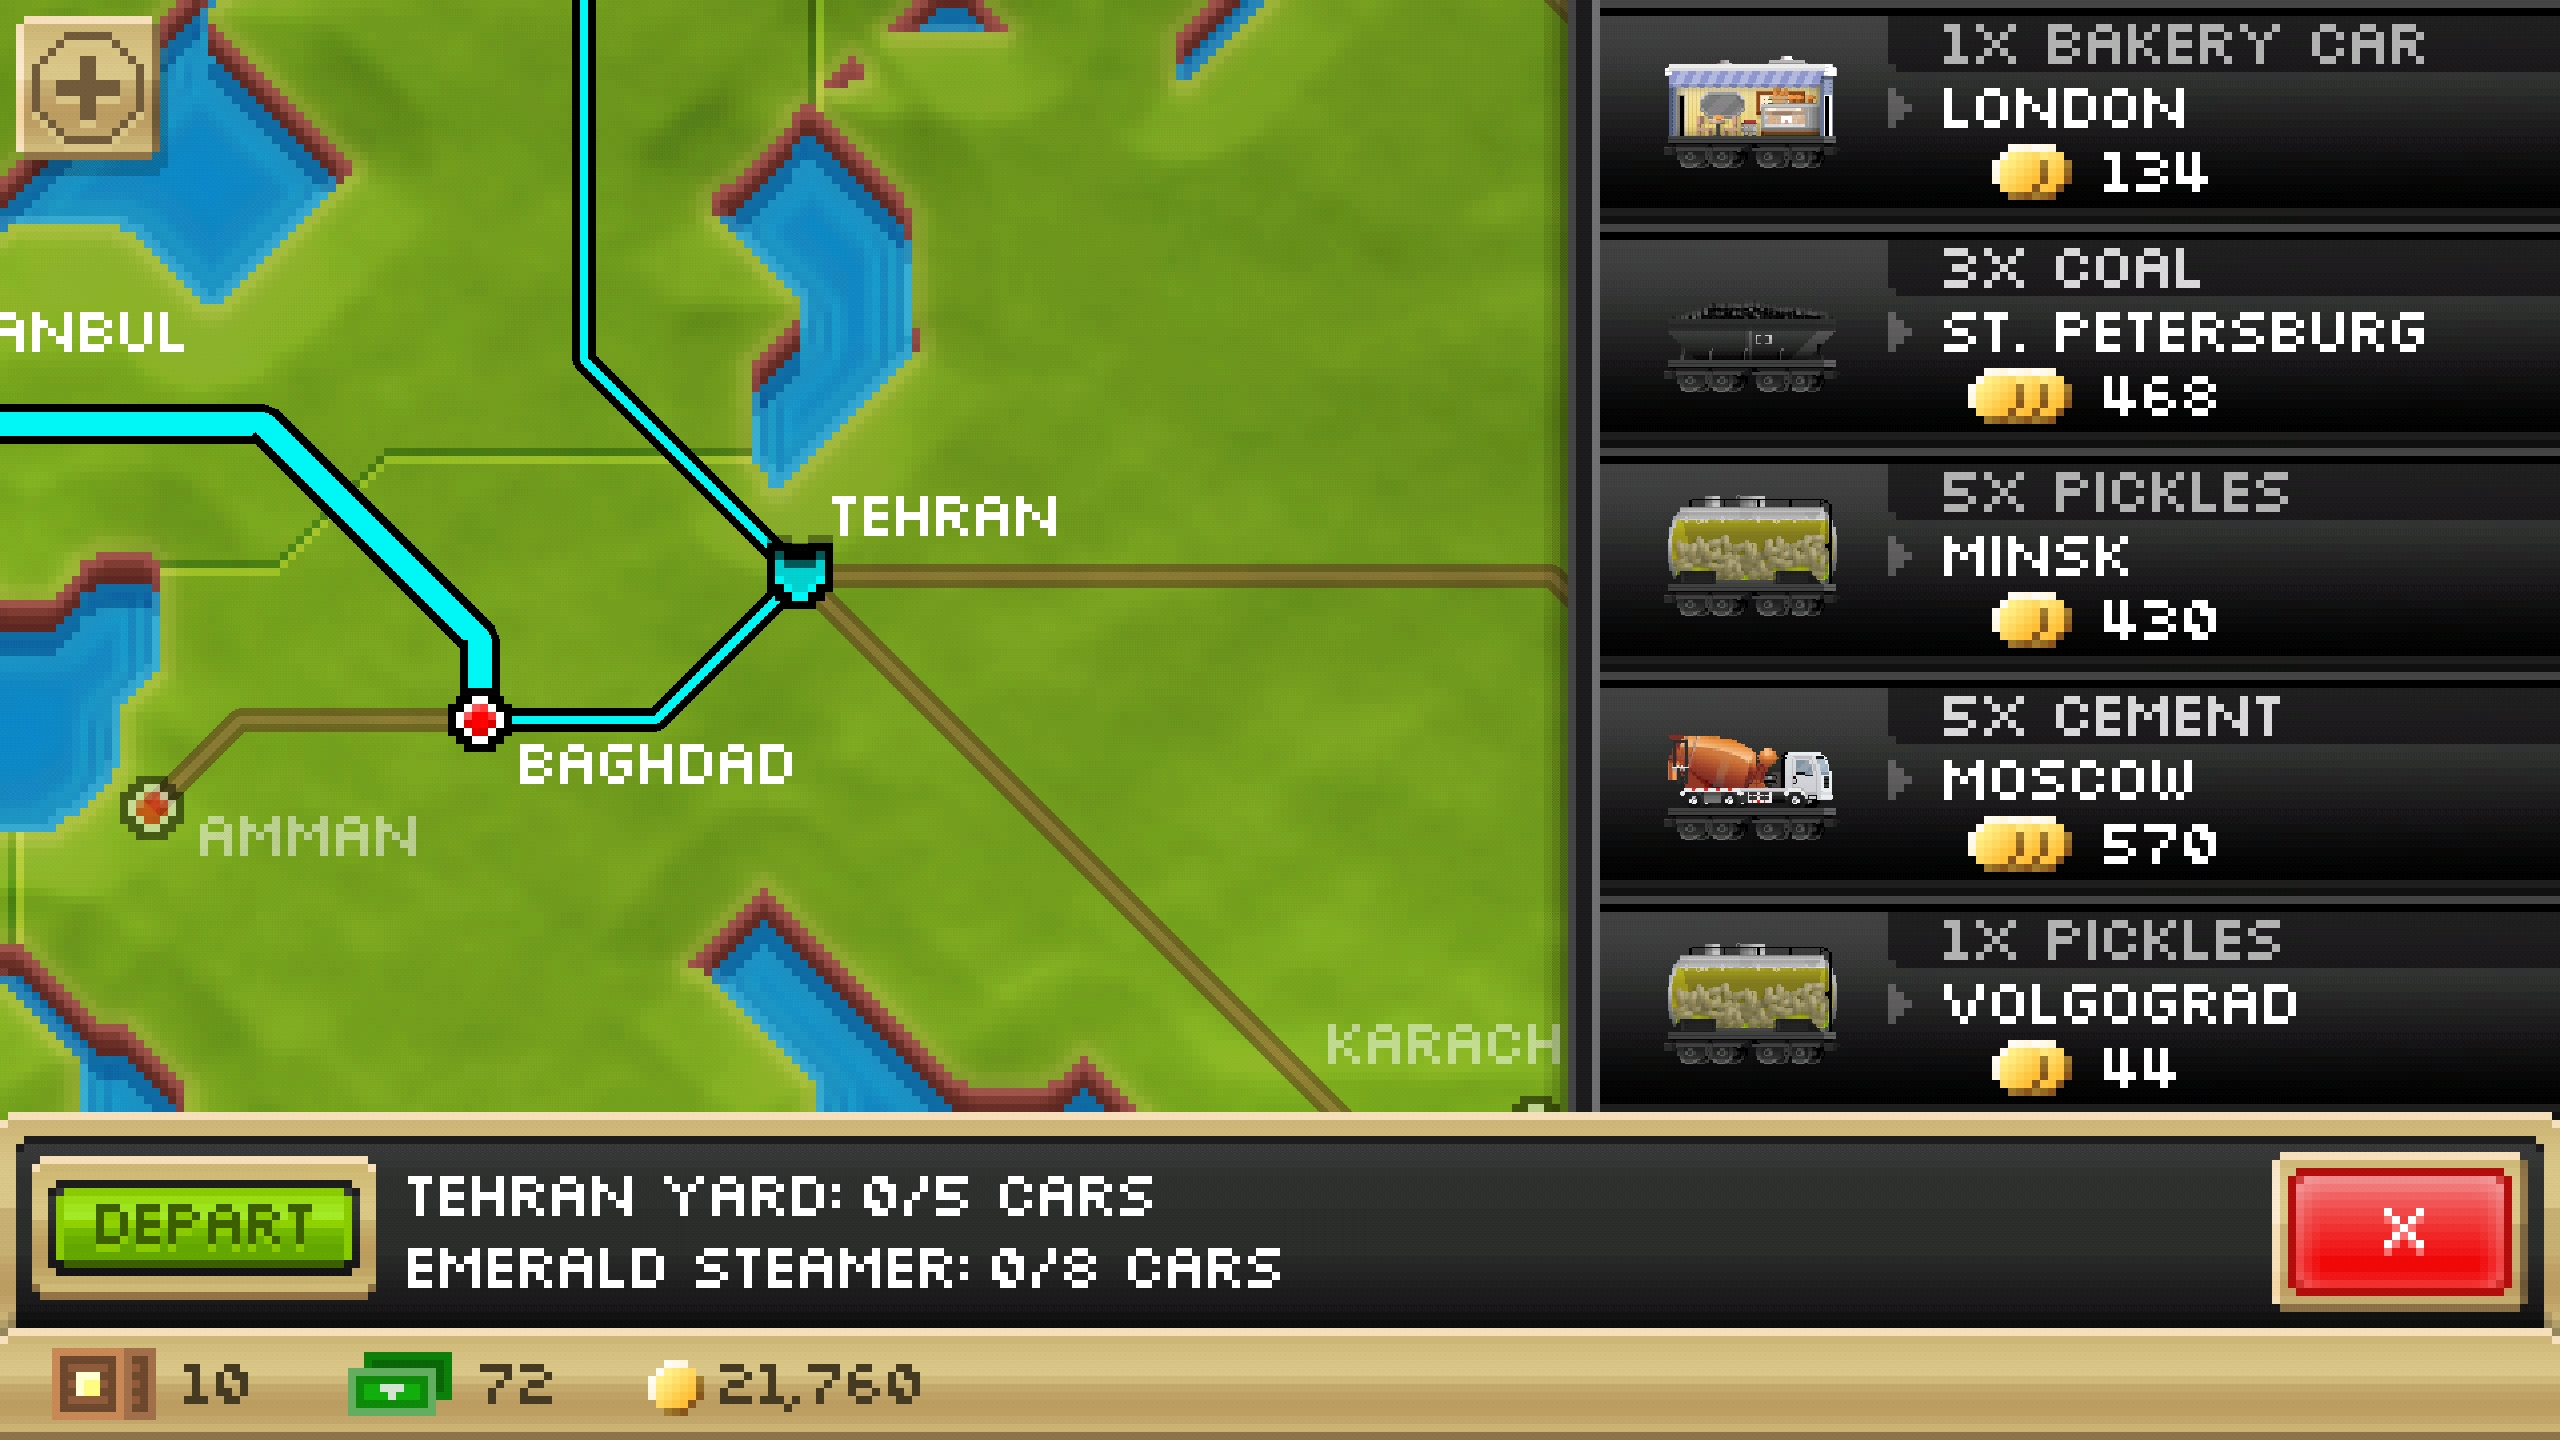 ANBUL
TEHRAN
BAGHDAD
AMMAN
KARACH
1X BAKERY CAR
LONDON
134
3X COAL
ST. PETERSBURG
468
5X PICKLES
MINSK
430
5X CEMENT
MOSCOW
570
1X PICKLES
VOLGOGRAD
44
DEPART
TEHRAN YARD: 0/5 CARS
EMERALD STEAMER: 0/8 CARS
X
10
72
21,760